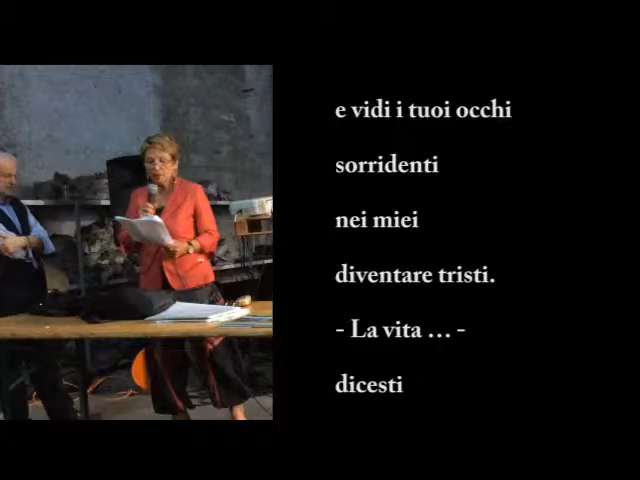 e vidi i tuoi occhi
sorridenti
nei miei
diventare tristi.
- La vita … -
dicesti